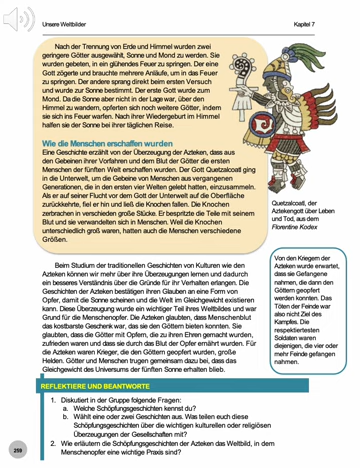 Unsere Weltbilder
Kapitel 7
Nach der Trennung von Erde und Himmel wurden zwei
geringere Götter ausgewählt, Sonne und Mond zu werden. Sie
wurden gebeten, in ein glühendes Feuer zu springen. Der eine
Gott zögerte und brauchte mehrere Anläufe, um in das Feuer
zu springen. Der andere sprang direkt beim ersten Versuch
und wurde zur Sonne bestimmt. Der erste Gott wurde zum
Mond. Da die Sonne aber nicht in der Lage war, über den
Himmel zu wandern, opferten sich noch mehr Götter, indem
sie sich ins Feuer warfen. Nach ihrer Wiedergeburt im Himmel
halfen sie der Sonne bei ihrer täglichen Reise.
Wie die Menschen erschaffen wurden
Eine Geschichte erzählt von der Überzeugung der Azteken, dass aus
den Gebeinen ihrer Vorfahren und dem Blut der Götter die ersten
Menschen der fünften Welt erschaffen wurden. Der Gott Quetzalcoatl ging
in die Unterwelt, um die Gebeine von Menschen aus vergangenen
Generationen, die in den ersten vier Welten gelebt hatten, einzusammeln.
Als er auf der Flucht vor dem Gott der Unterwelt auf die Oberfläche
zurückkehrte, fiel er hin und ließ die Knochen fallen. Die Knochen
zerbrachen in verschieden große Stücke. Er bespritzte die Teile mit seinem
Blut und sie verwandelten sich in Menschen. Weil die Knochen
unterschiedlich groß waren, hatten auch die Menschen verschiedene
Größen.
Quetzalcoatl, der
Aztekengott über Leben
und Tod, aus dem
Florentine Kodex
Beim Studium der traditionellen Geschichten von Kulturen wie den
Azteken können wir mehr über ihre Überzeugungen lernen und dadurch
ein besseres Verständnis über die Gründe für ihr Verhalten erlangen. Die
Geschichten der Azteken bestätigen ihren Glauben an eine Form von
Opfer, damit die Sonne scheinen und die Welt im Gleichgewicht existieren
kann. Diese Überzeugung wurde ein wichtiger Teil ihres Weltbildes und war
Grund für die Menschenopfer. Die Azteken glaubten, dass Menschenblut
das kostbarste Geschenk war, das sie den Göttern bieten konnten. Sie
glaubten, dass die Götter mit Opfern, die zu ihren Ehren gemacht wurden,
zufrieden waren und dass sie durch das Blut der Opfer ernährt wurden. Für
die Azteken waren Krieger, die den Göttern geopfert wurden, große
Helden. Götter und Menschen trugen gemeinsam dazu bei, dass das
Gleichgewicht des Universums der fünften Sonne erhalten blieb.
Von den Kriegern der
Azteken wurde erwartet,
dass sie Gefangene
nahmen, die dann den
Göttern geopfert
werden konnten. Das
Töten der Feinde war
also nicht Ziel des
Kampfes. Die
respektiertesten
Soldaten waren
diejenigen, die vier oder
mehr Feinde gefangen
nahmen.
REFLEKTIERE UND BEANTWORTE
1. Diskutiert in der Gruppe folgende Fragen:
a. Welche Schöpfungsgeschichten kennst du?
b. Wählt eine oder zwei Geschichten aus. Was teilen euch diese
Schöpfungsgeschichten über die wichtigen kulturellen oder religiösen
Überzeugungen der Gesellschaften mit?
2. Wie erläutern die Schöpfungsgeschichten der Azteken das Weltbild, in dem
Menschenopfer eine wichtige Praxis sind?
259